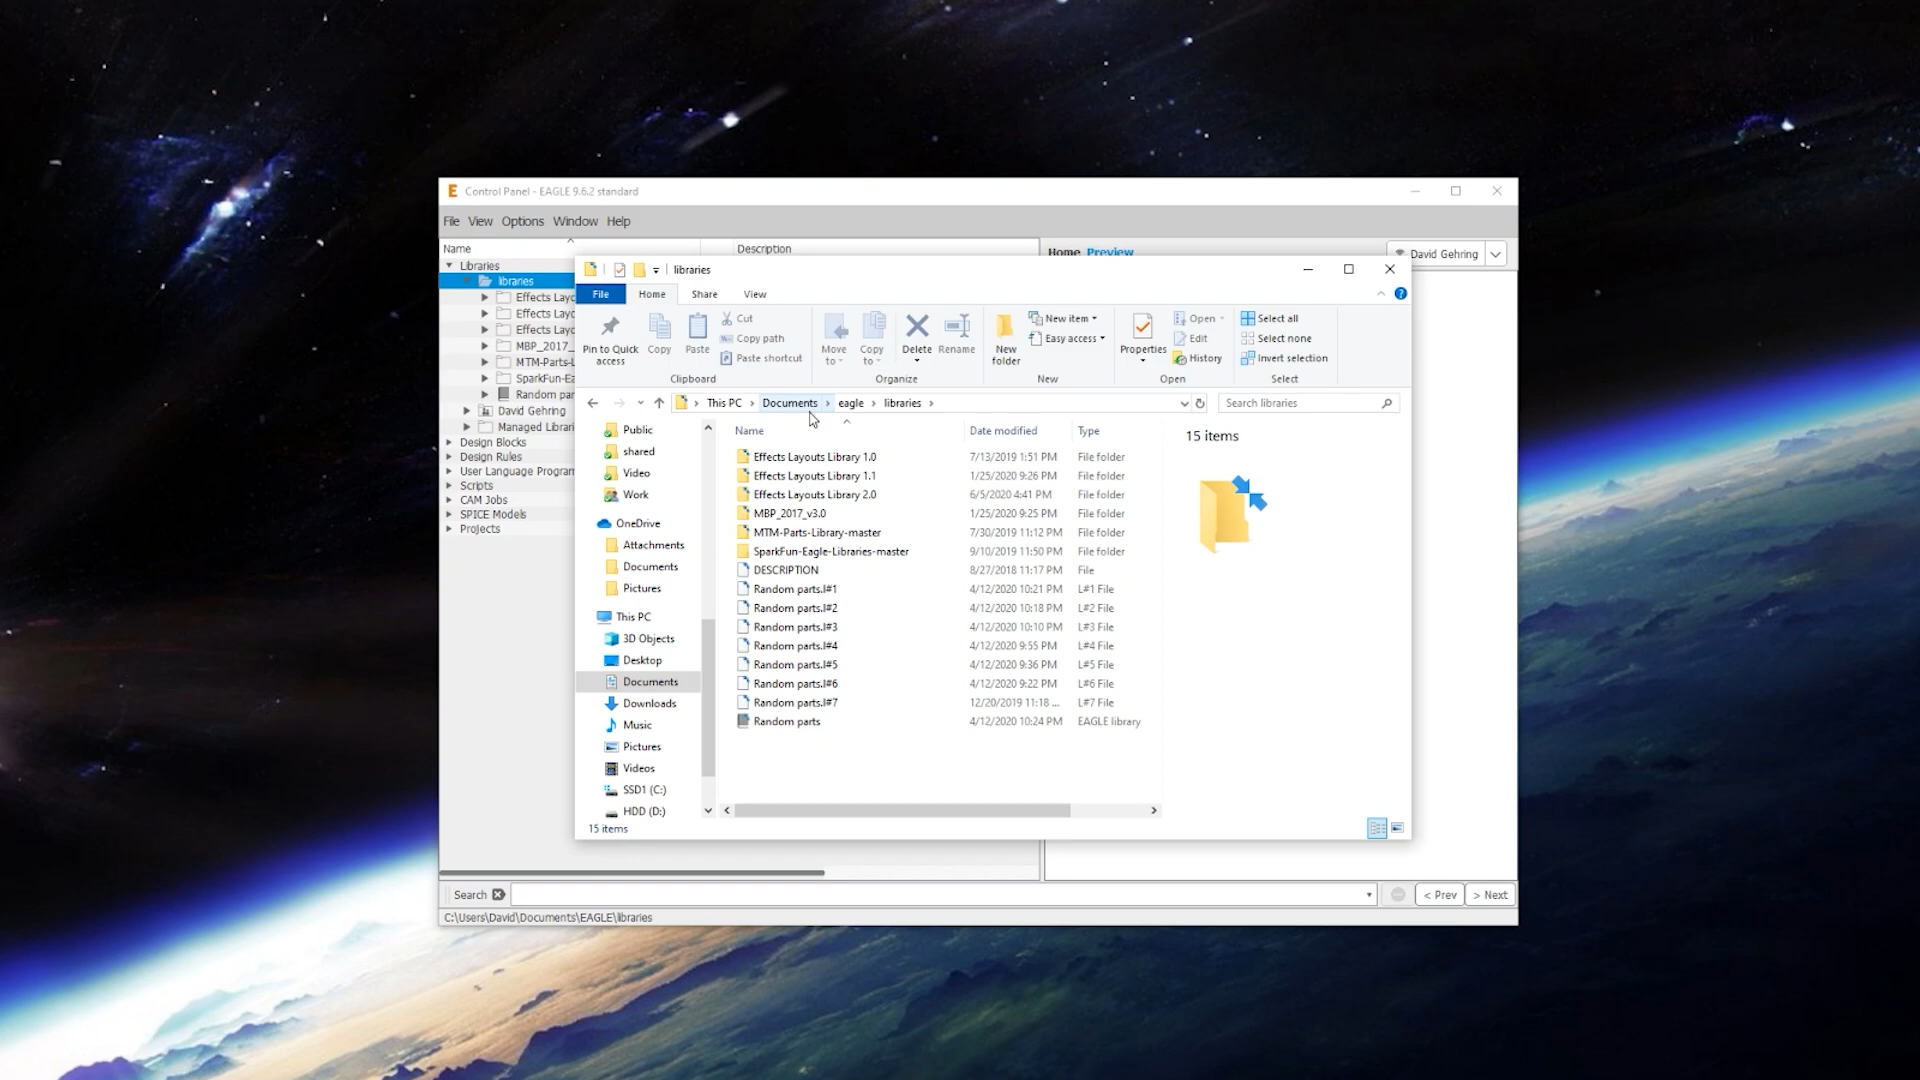 Control Panel - EAGLE 9.6.2 standard
File View Options Window Help
Name Description
Home Preview
David Gehring
Libraries
libraries
Effects Layo
Effects Layo
Effects Layo
MBP_2017_
MTM-Parts-L
SparkFun-Ea
Random par
David Gehring
Managed Librari
Design Blocks
Design Rules
User Language Program
Scripts
CAM Jobs
SPICE Models
Projects
libraries
File Home Share View
Pin to Quick access
Copy
Paste
Cut
Copy path
Paste shortcut
Clipboard
Move to
Copy to
Delete
Rename
Organize
New folder
New item
Easy access
New
Properties
Open
Edit
History
Open
Select all
Select none
Invert selection
Select
This PC Documents eagle libraries
Search libraries
Public
shared
Video
Work
OneDrive
Attachments
Documents
Pictures
This PC
3D Objects
Desktop
Documents
Downloads
Music
Pictures
Videos
SSD1 (C:)
HDD (D:)
Name Date modified Type
Effects Layouts Library 1.0 7/13/2019 1:51 PM File folder
Effects Layouts Library 1.1 1/25/2020 9:26 PM File folder
Effects Layouts Library 2.0 6/5/2020 4:41 PM File folder
MBP_2017_v3.0 1/25/2020 9:25 PM File folder
MTM-Parts-Library-master 7/30/2019 11:12 PM File folder
SparkFun-Eagle-Libraries-master 9/10/2019 11:50 PM File folder
DESCRIPTION 8/27/2018 11:17 PM File
Random parts.l#1 4/12/2020 10:21 PM L#1 File
Random parts.l#2 4/12/2020 10:18 PM L#2 File
Random parts.l#3 4/12/2020 10:10 PM L#3 File
Random parts.l#4 4/12/2020 9:55 PM L#4 File
Random parts.l#5 4/12/2020 9:36 PM L#5 File
Random parts.l#6 4/12/2020 9:22 PM L#6 File
Random parts.l#7 12/20/2019 11:18 ... L#7 File
Random parts 4/12/2020 10:24 PM EAGLE library
15 items
15 items
Search
< Prev > Next
C:\Users\David\Documents\EAGLE\libraries